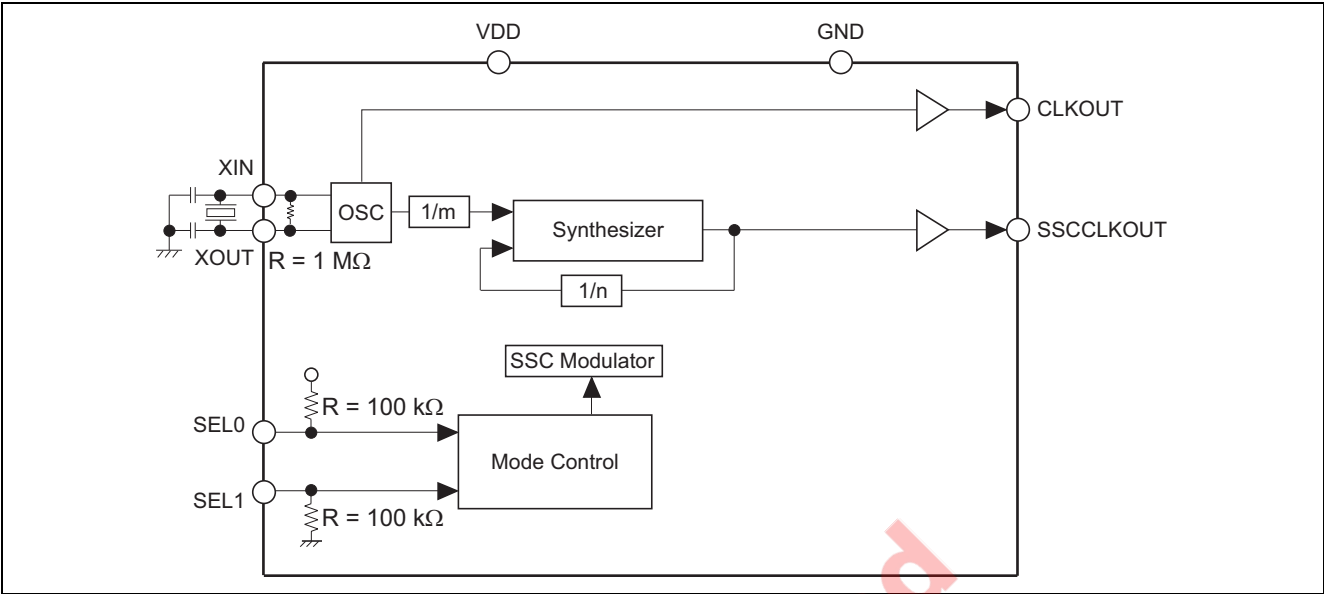 VDD
GND
CLKOUT
XIN
OSC
1/m
Synthesizer
SSCCLKOUT
XOUT
R = 1 MΩ
1/n
SSC Modulator
R = 100 kΩ
SEL0
Mode Control
SEL1
R = 100 kΩ
d